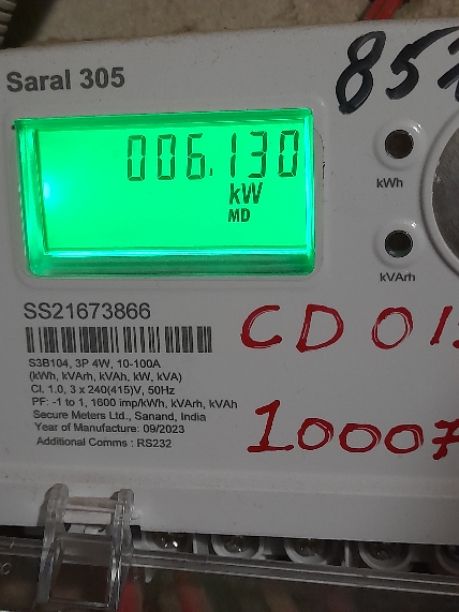 Saral 305
85
006.130
kW
MD
kWh
kVArh
SS21673866
CD 01
S3B104, 3P 4W, 10-100A
(kWh, kVArh, kVAh, kW, kVA)
Cl, 1.0, 3 x 240(415)V, 50Hz
PF: -1 to 1, 1600 imp/kWh, kVArh, kVAh
Secure Meters Ltd., Sanand, India
Year of Manufacture: 09/2023
Additional Comms : RS232
10007